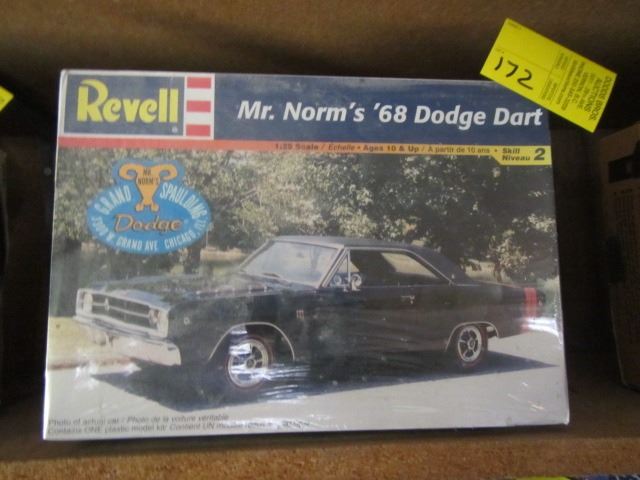 Revell
Mr. Norm's '68 Dodge Dart
1:25 Scale / Echelle • Ages 10 & Up / À partir de 10 ans • Skill Niveau 2
MR. NORM'S
GRAND SPAULDING
Dodge
GRAND AVE CHICAGO, ILL
172
Photo of actual car / Photo de la voiture véritable
Contains ONE plastic model kit Contient UN